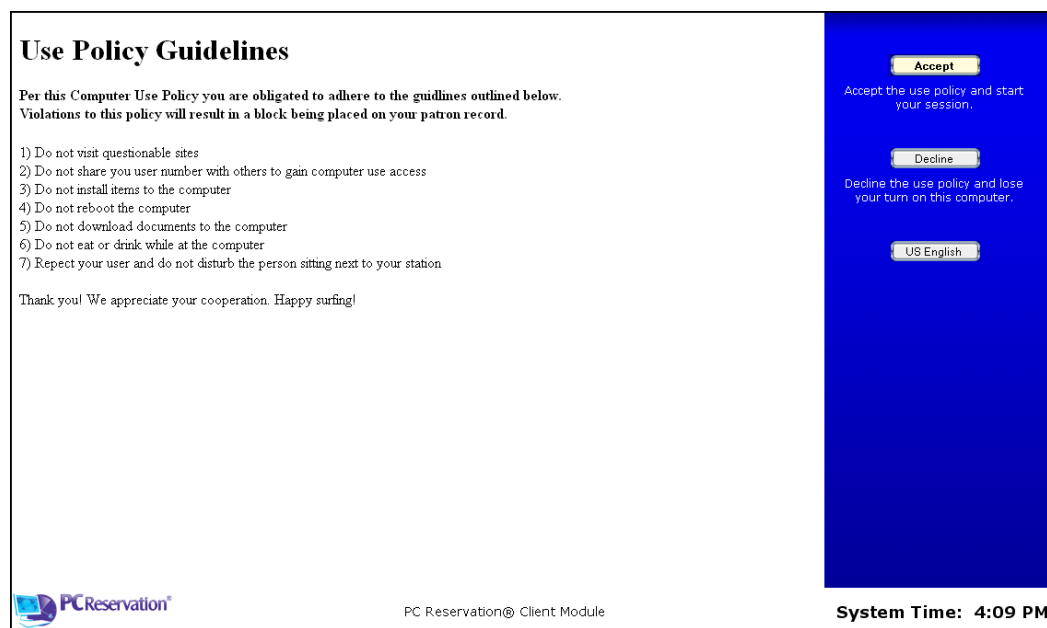 Use Policy Guidelines
Per this Computer Use Policy you are obligated to adhere to the guidlines outlined below.
Violations to this policy will result in a block being placed on your patron record.
1) Do not visit questionable sites
2) Do not share you user number with others to gain computer use access
3) Do not install items to the computer
4) Do not reboot the computer
5) Do not download documents to the computer
6) Do not eat or drink while at the computer
7) Repect your user and do not disturb the person sitting next to your station
Thank you! We appreciate your cooperation. Happy surfing!
Accept
Accept the use policy and start
your session.
Decline
Decline the use policy and lose
your turn on this computer.
US English
PCReservation®
PC Reservation® Client Module
System Time: 4:09 PM